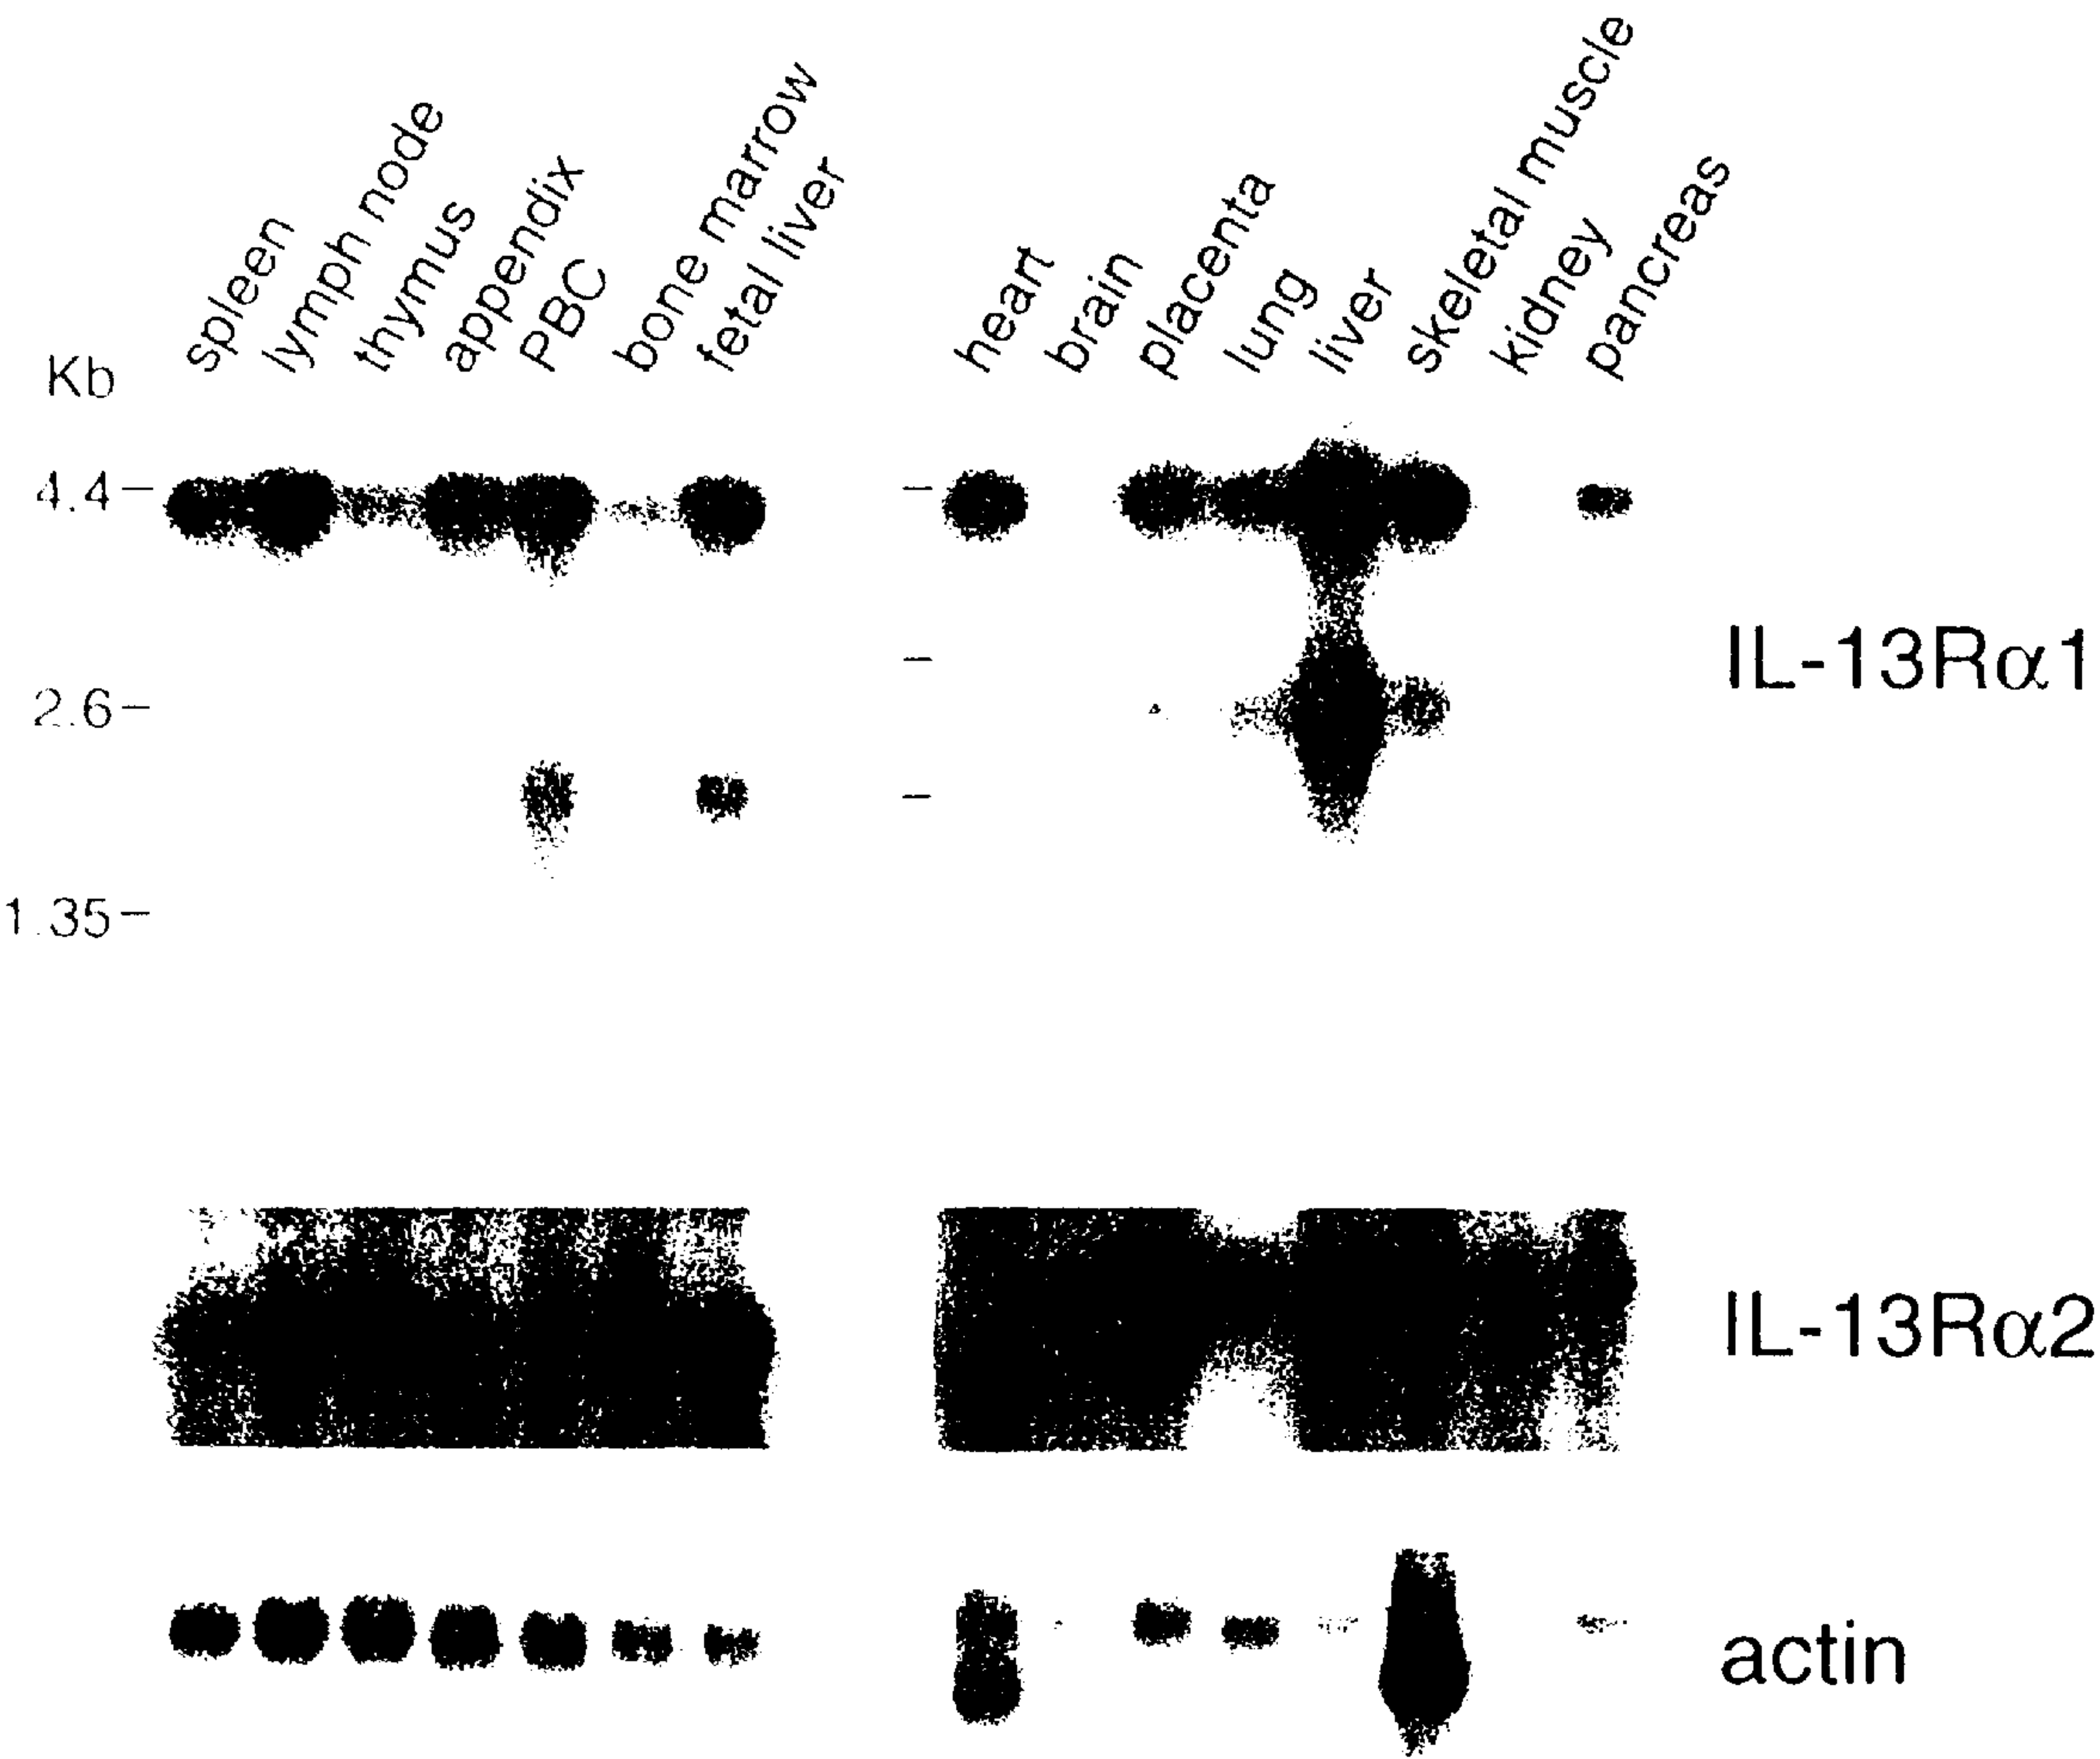 spleen
lymph node
thymus
appendix
PBC
bone marrow
fetal liver
heart
brain
placenta
lung
liver
skeletal muscle
kidney
pancreas
Kb
4.4
2.6
1.35
IL-13Rα1
IL-13Rα2
actin